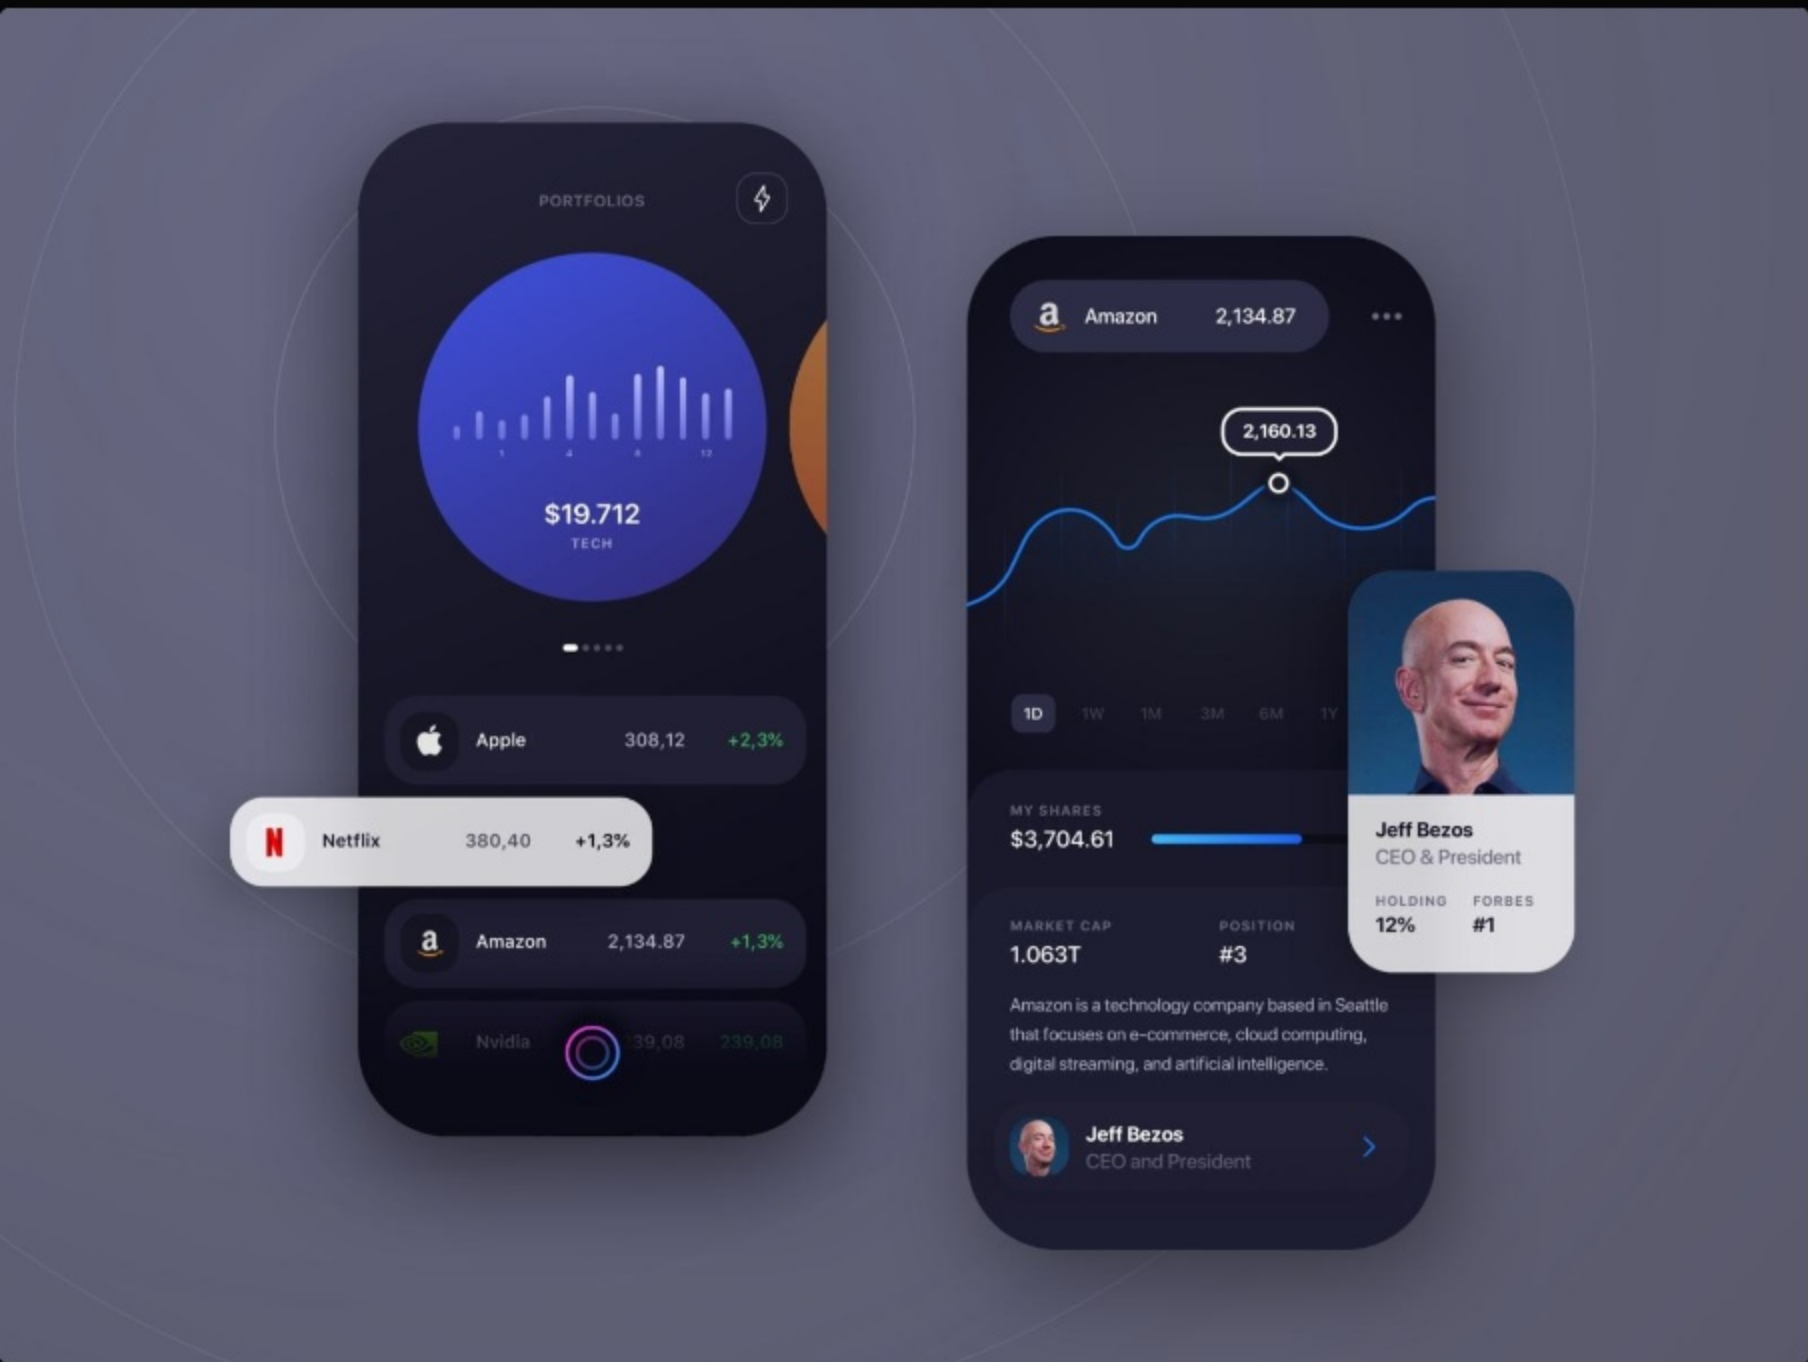 PORTFOLIOS
1 4 8 12
$19.712
TECH
Apple 308,12 +2,3%
N Netflix 380,40 +1,3%
a Amazon 2,134.87 +1,3%
Nvidia 39,08 239,08
a Amazon 2,134.87
2,160.13
1D 1W 1M 3M 6M 1Y
MY SHARES
$3,704.61
MARKET CAP POSITION
1.063T #3
Amazon is a technology company based in Seattle
that focuses on e-commerce, cloud computing,
digital streaming, and artificial intelligence.
Jeff Bezos
CEO and President
Jeff Bezos
CEO & President
HOLDING FORBES
12% #1